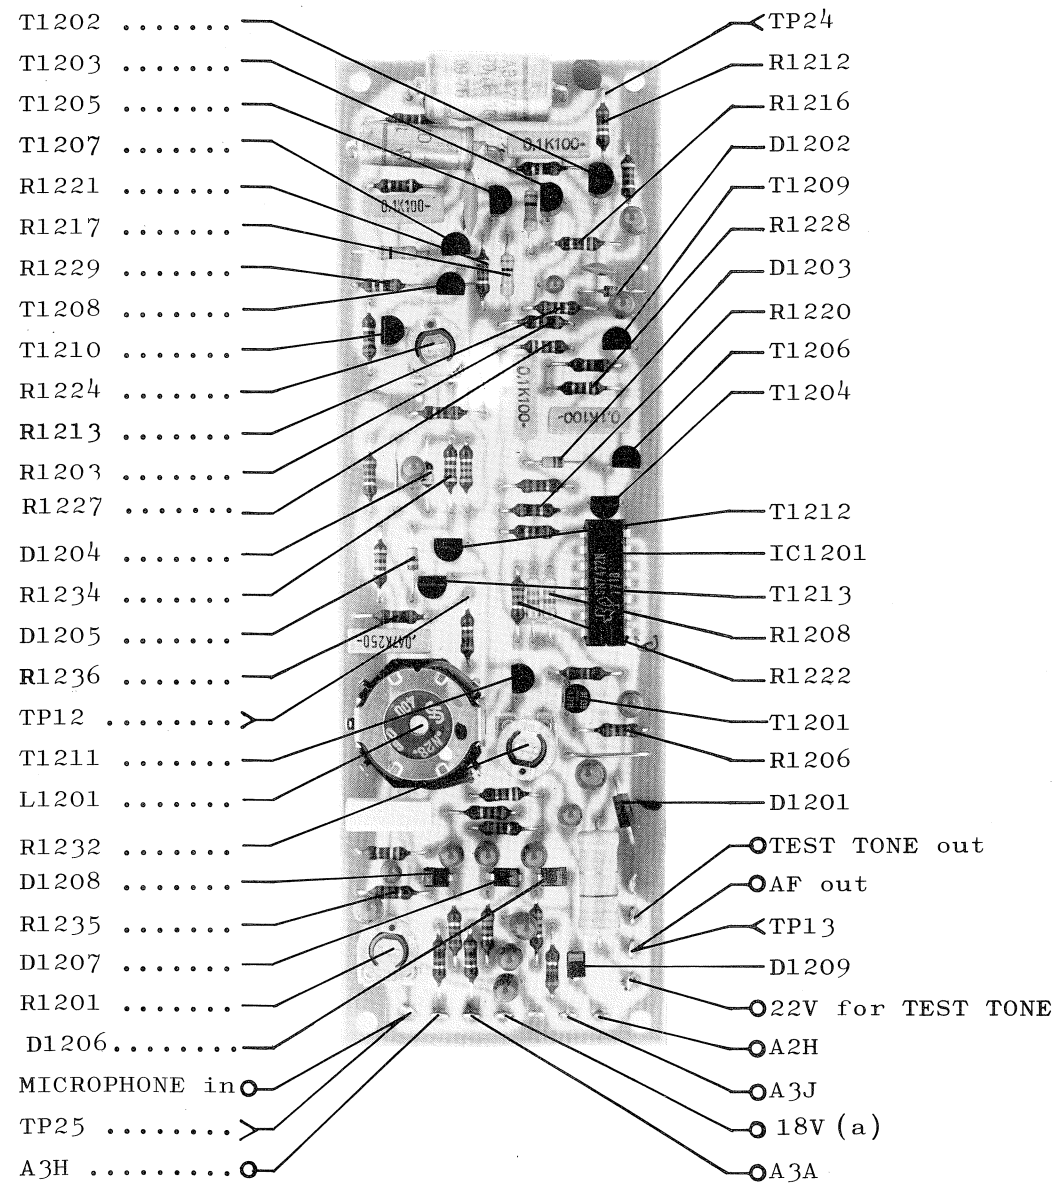 T1202 .......
T1203 .......
T1205 .......
T1207 .......
R1221 .......
R1217 .......
R1229 .......
T1208 .......
T1210 .......
R1224 .......
R1213 .......
R1203 .......
R1227 .......
D1204 .......
R1234 .......
D1205 .......
R1236 .......
TP12 ........
T1211 .......
L1201 .......
R1232 .......
D1208 .......
R1235 .......
D1207 .......
R1201 .......
D1206........
MICROPHONE in
TP25 ........
A3H .........
0,1K100-
0,1K100-
0,1K100-
0,1K100-
,047K250-
TP24
R1212
R1216
D1202
T1209
R1228
D1203
R1220
T1206
T1204
T1212
IC1201
T1213
R1208
R1222
T1201
R1206
D1201
TEST TONE out
AF out
TP13
D1209
22V for TEST TONE
A2H
A3J
18V (a)
A3A